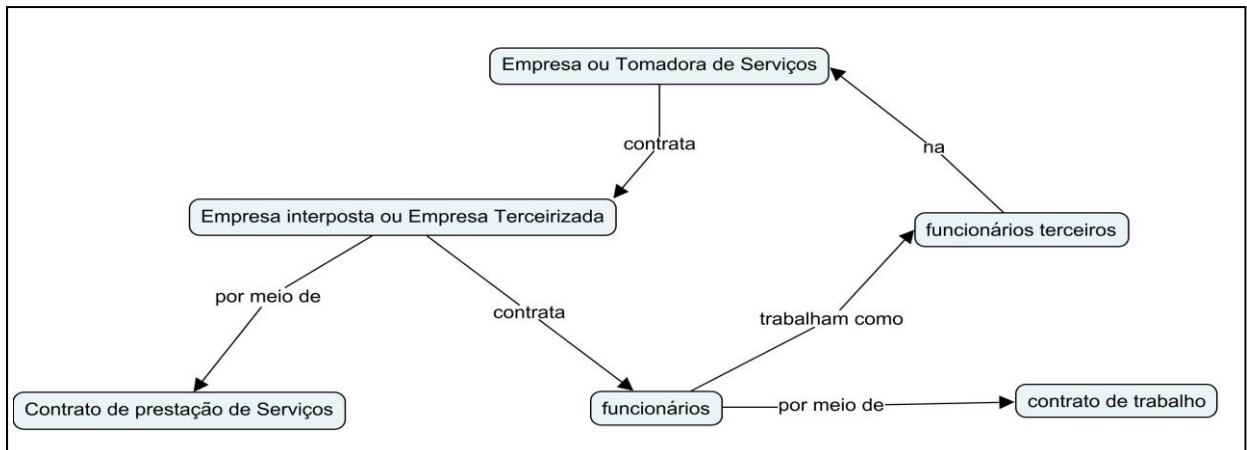 Empresa ou Tomadora de Serviços
contrata
na
Empresa interposta ou Empresa Terceirizada
funcionários terceiros
por meio de
contrata
trabalham como
Contrato de prestação de Serviços
funcionários
por meio de
contrato de trabalho